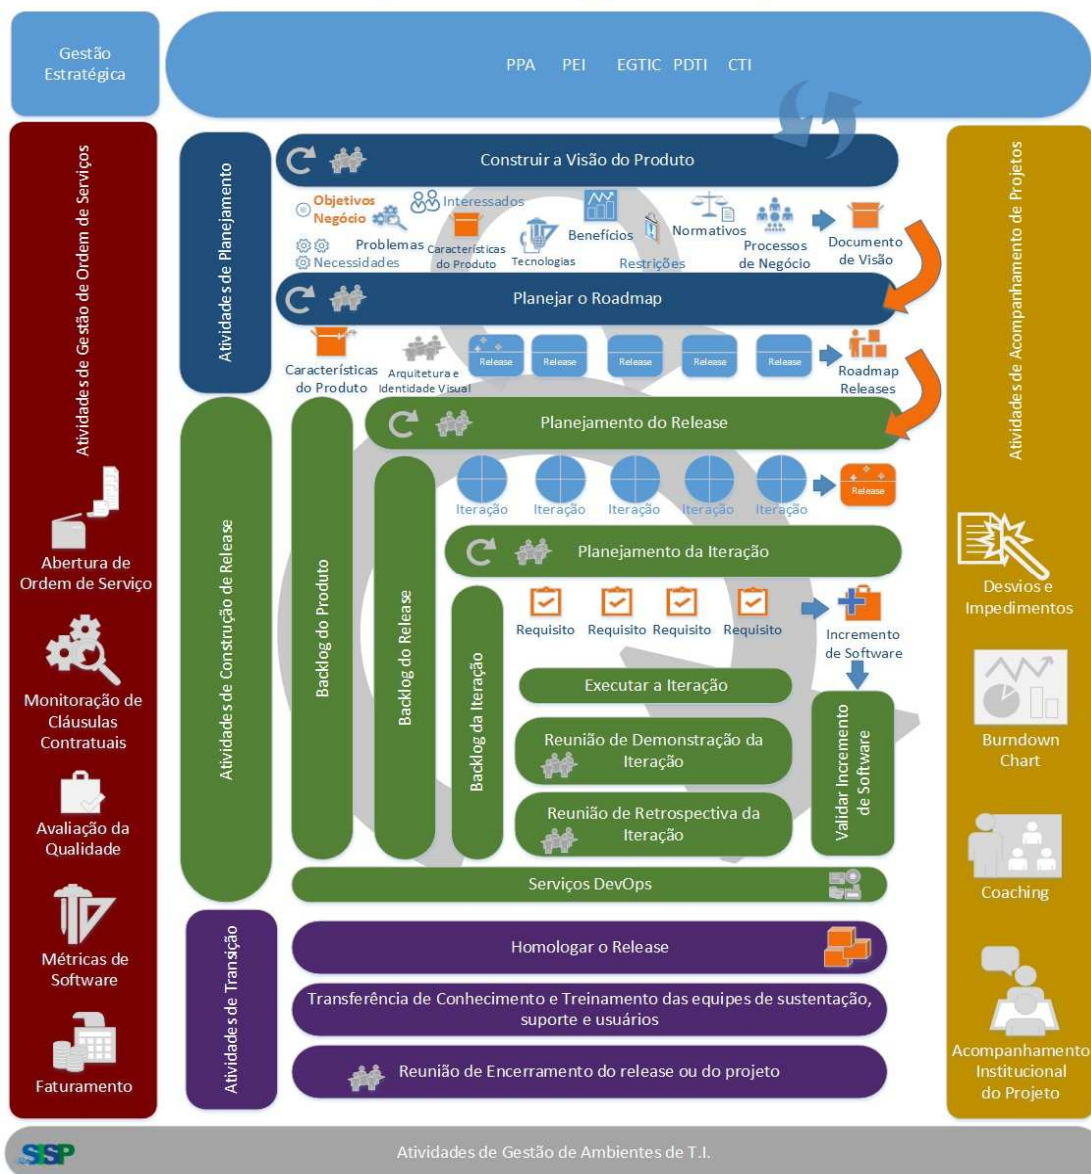 Gestão
Estratégica
PPA PEI EGTIC PDTI CTI
Atividades de Gestão de Ordem de Serviços
Abertura de
Ordem de Serviço
Monitoração de
Cláusulas
Contratuais
Avaliação da
Qualidade
Métricas de
Software
Faturamento
Atividades de Planejamento
Construir a Visão do Produto
Objetivos
Negócio
Problemas
Necessidades
Interessados
Características
do Produto
Tecnologias
Benefícios
Restrições
Normativos
Processos
de Negócio
Documento
de Visão
Planejar o Roadmap
Características
do Produto
Arquitetura e
Identidade Visual
Release
Release
Release
Release
Release
Roadmap
Releases
Atividades de Construção de Release
Backlog do Produto
Planejamento do Release
Backlog do Release
Iteração
Iteração
Iteração
Iteração
Iteração
Release
Planejamento da Iteração
Backlog da Iteração
Requisito
Requisito
Requisito
Requisito
Incremento
de Software
Executar a Iteração
Reunião de Demonstração da
Iteração
Reunião de Retrospectiva da
Iteração
Validar Incremento
de Software
Serviços DevOps
Atividades de Transição
Homologar o Release
Transferência de Conhecimento e Treinamento das equipes de sustentação,
suporte e usuários
Reunião de Encerramento do release ou do projeto
Atividades de Acompanhamento de Projetos
Desvios e
Impedimentos
Burndown
Chart
Coaching
Acompanhamento
Institucional
do Projeto
SISP
Atividades de Gestão de Ambientes de T.I.